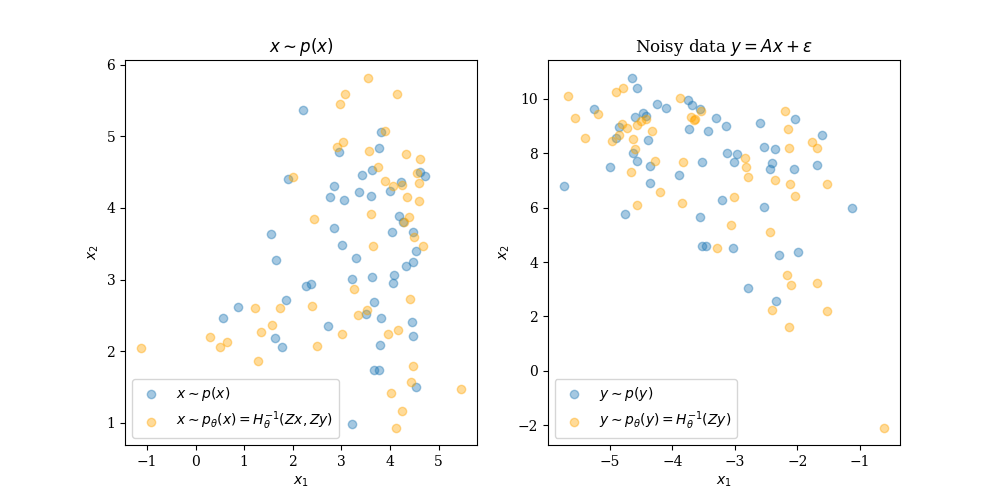 x ∼ p(x)
6
5
4
3
2
1
x₂
−1 0 1 2 3 4 5
x₁
x ∼ p(x)
x ∼ p_θ(x) = H_θ^{−1}(Zx, Zy)
Noisy data y = Ax + ε
10
8
6
4
2
0
−2
x₂
−5 −4 −3 −2 −1
x₁
y ∼ p(y)
y ∼ p_θ(y) = H_θ^{−1}(Zy)